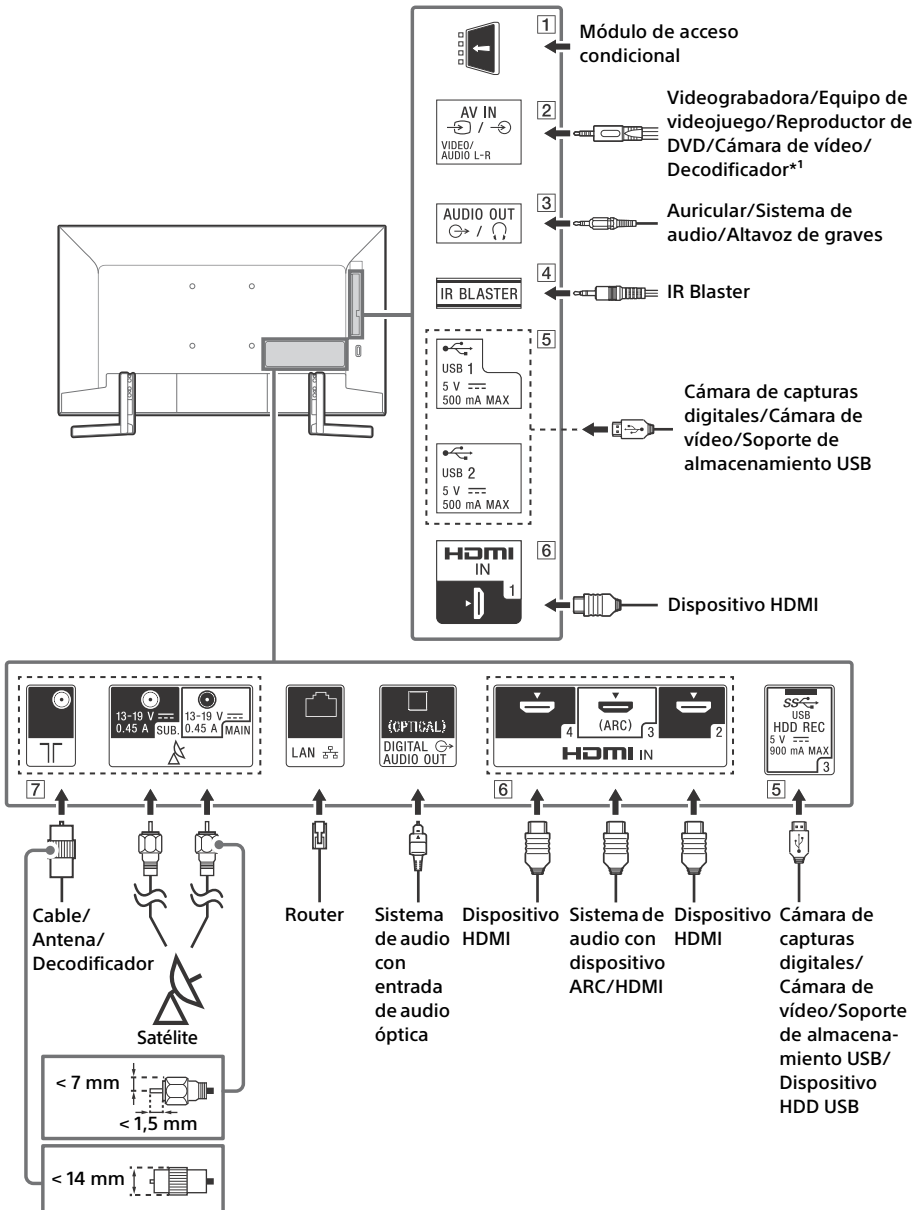 1
Módulo de acceso
condicional
AV IN
/
VIDEO/
AUDIO L-R
2
Videograbadora/Equipo de
videojuego/Reproductor de
DVD/Cámara de vídeo/
Decodificador*1
AUDIO OUT
/
3
Auricular/Sistema de
audio/Altavoz de graves
4
IR BLASTER
IR Blaster
5
USB 1
5 V
500 mA MAX
USB 2
5 V
500 mA MAX
Cámara de capturas
digitales/Cámara de
vídeo/Soporte de
almacenamiento USB
6
HDMI
IN
1
Dispositivo HDMI
13-19 V
0.45 A
SUB.
13-19 V
0.45 A
MAIN
LAN
(OPTICAL)
DIGITAL
AUDIO OUT
4
(ARC)
3
2
HDMI IN
SS
USB
HDD REC
5 V
900 mA MAX
3
7
6
5
Cable/
Antena/
Decodificador
Satélite
Router
Sistema
de audio
con
entrada
de audio
óptica
Dispositivo
HDMI
Sistema de
audio con
dispositivo
ARC/HDMI
Dispositivo
HDMI
Cámara de
capturas
digitales/
Cámara de
vídeo/Soporte
de almacena-
miento USB/
Dispositivo
HDD USB
< 7 mm
< 1,5 mm
< 14 mm